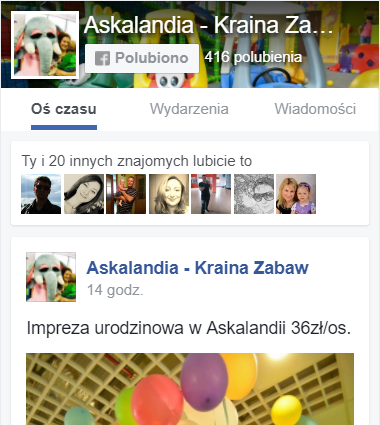 Askalandia - Kraina Za…
Polubiono
416 polubienia
Oś czasu
Wydarzenia
Wiadomości
Ty i 20 innych znajomych lubicie to
Askalandia - Kraina Zabaw
14 godz.
Impreza urodzinowa w Askalandii 36zł/os.